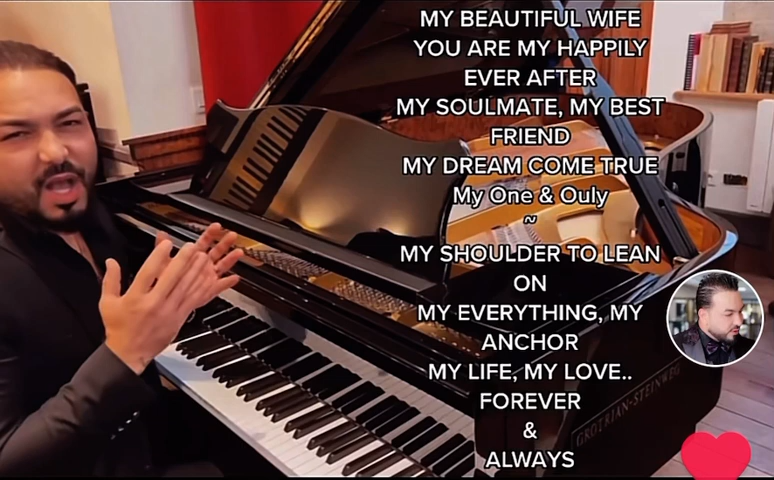 MY BEAUTIFUL WIFE
YOU ARE MY HAPPILY
EVER AFTER
MY SOULMATE, MY BEST
FRIEND
MY DREAM COME TRUE
My One & Ouly
~
MY SHOULDER TO LEAN
ON
MY EVERYTHING, MY
ANCHOR
MY LIFE, MY LOVE..
FOREVER
&
ALWAYS
GROTRIAN-STEINWEG